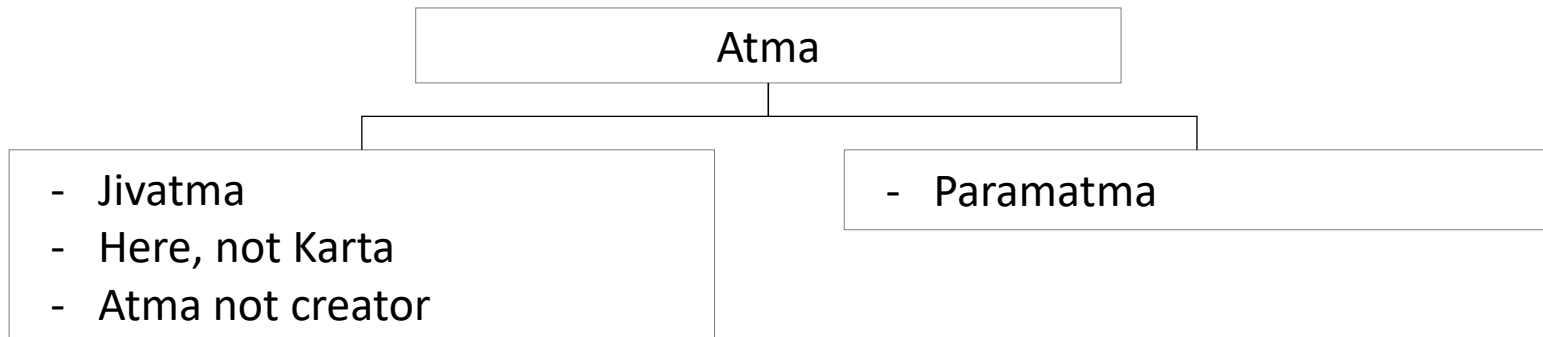 Atma
- Jivatma
- Here, not Karta
- Atma not creator
- Paramatma